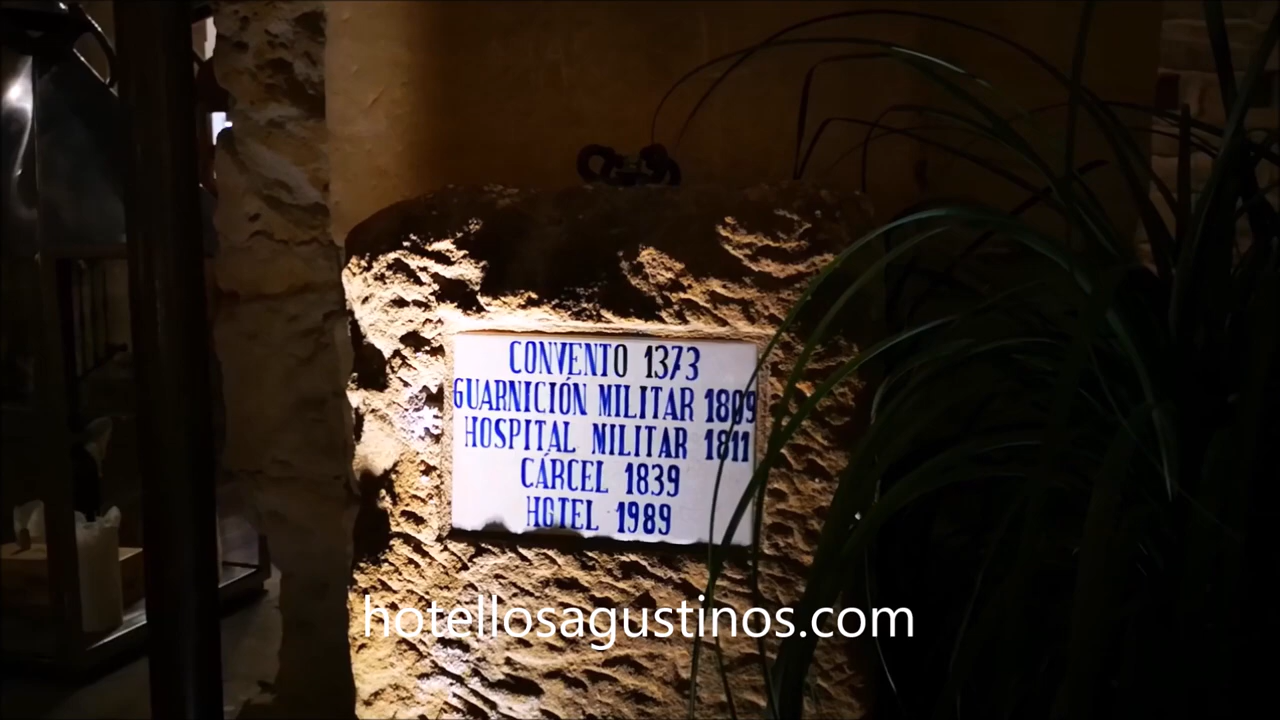 CONVENTO 1373
GUARNICIÓN MILITAR 1809
HOSPITAL MILITAR 1811
CÁRCEL 1839
HOTEL 1989
hotellosagustinos.com